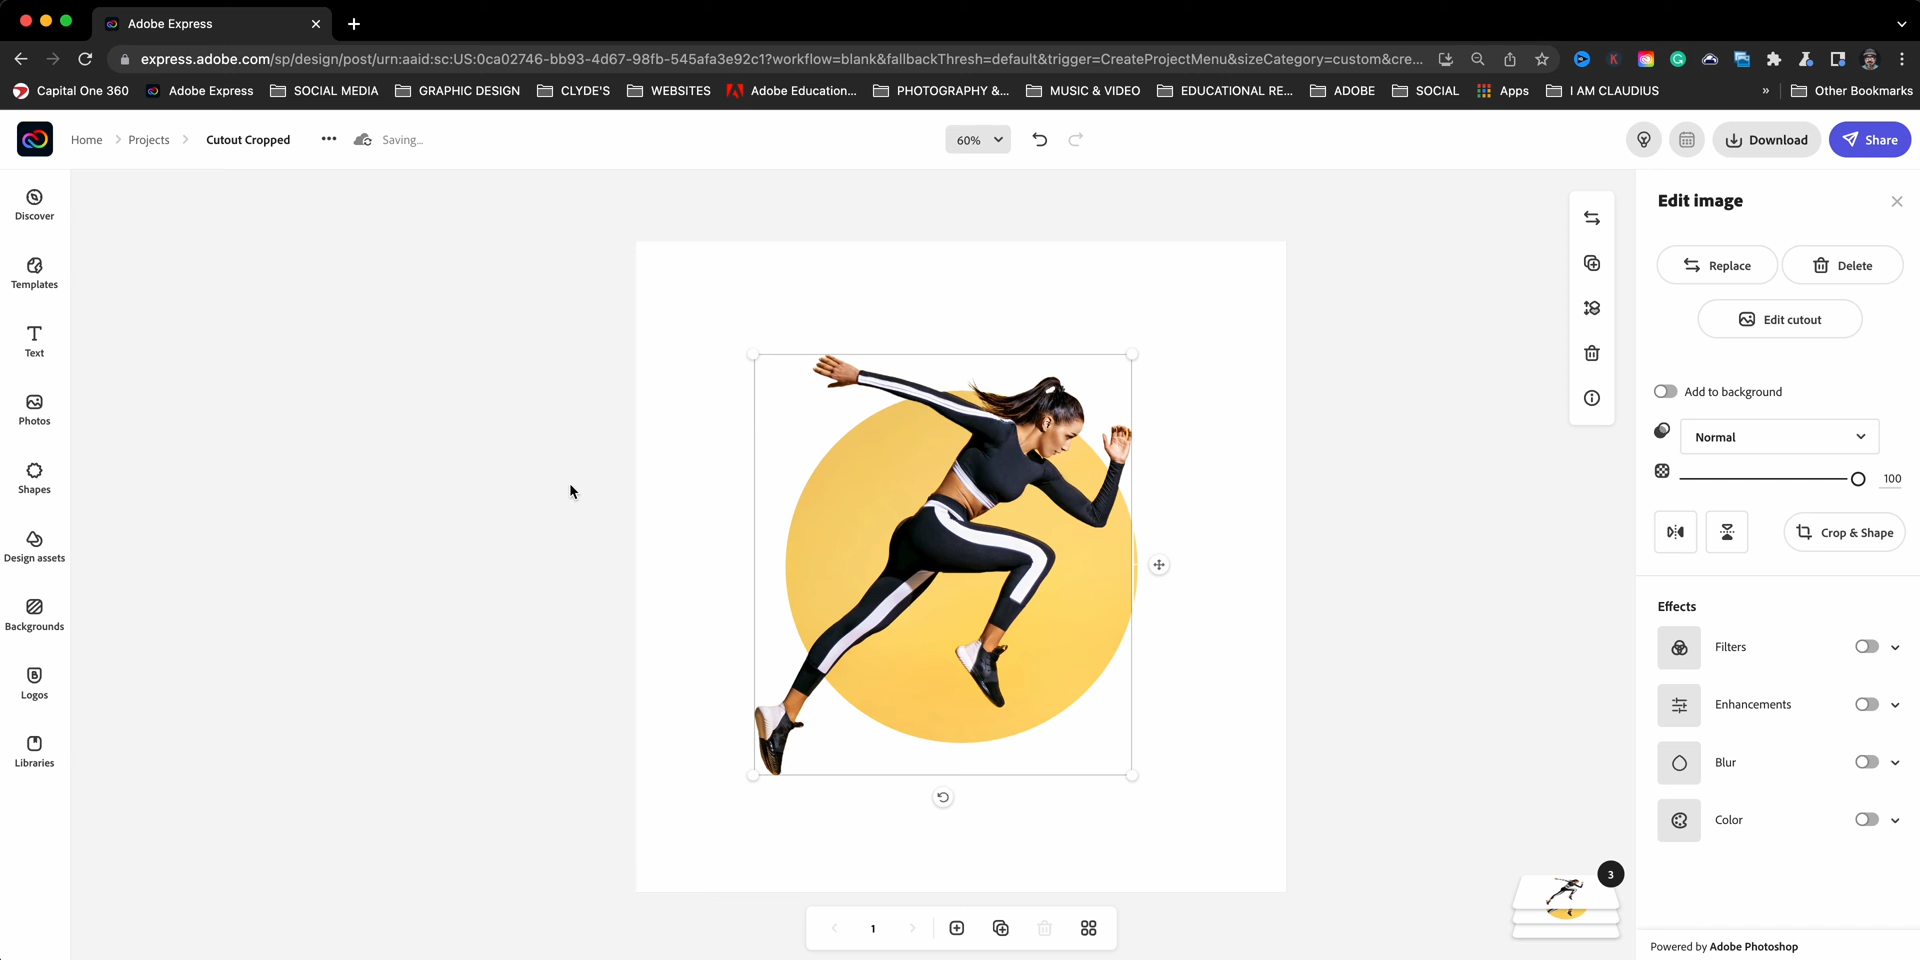 Adobe Express
express.adobe.com/sp/design/post/urn:aaid:sc:US:0ca02746-bb93-4d67-98fb-545afa3e92c1?workflow=blank&fallbackThresh=default&trigger=CreateProjectMenu&sizeCategory=custom&cre...
Capital One 360 Adobe Express SOCIAL MEDIA GRAPHIC DESIGN CLYDE'S WEBSITES Adobe Education... PHOTOGRAPHY &... MUSIC & VIDEO EDUCATIONAL RE... ADOBE SOCIAL Apps I AM CLAUDIUS » Other Bookmarks
Home Projects Cutout Cropped ••• Saving... 60% Download Share
Discover
Templates
Text
Photos
Shapes
Design assets
Backgrounds
Logos
Libraries
Edit image
Replace Delete
Edit cutout
Add to background
Normal
100
Crop & Shape
Effects
Filters
Enhancements
Blur
Color
3
1
Powered by Adobe Photoshop